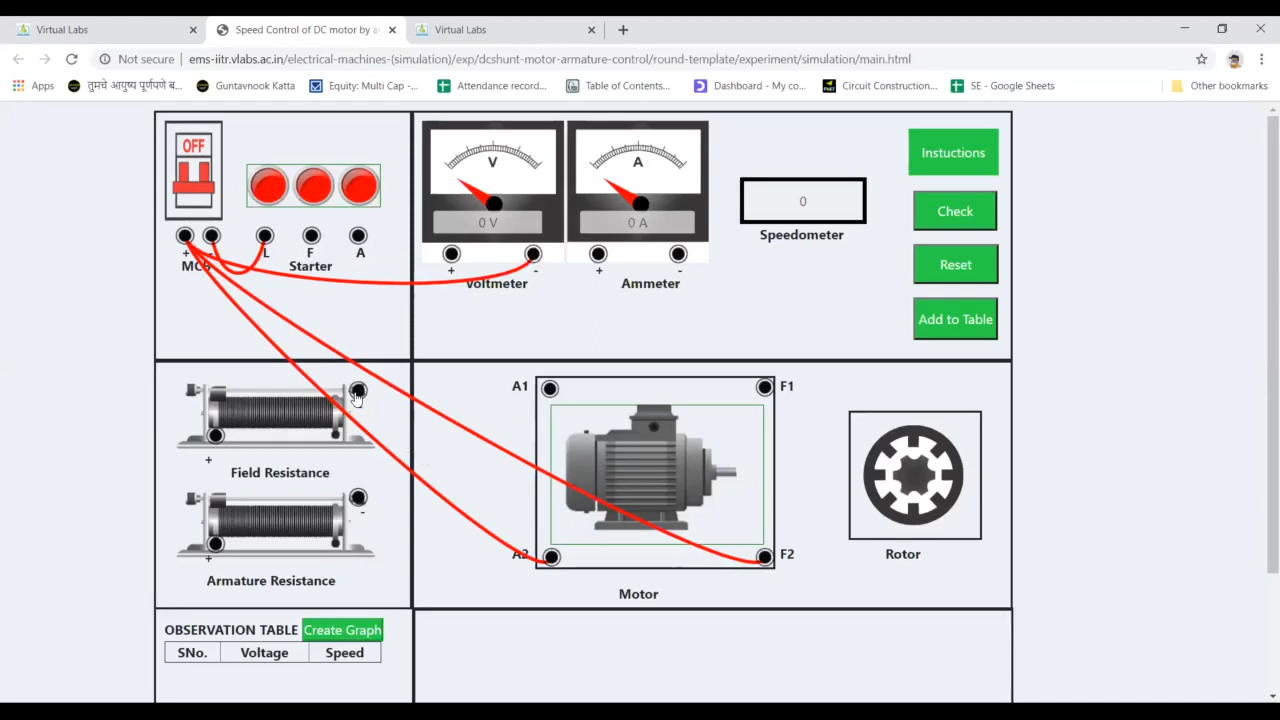 Virtual Labs
Speed Control of DC motor by a
Virtual Labs
Not secure | ems-iitr.vlabs.ac.in/electrical-machines-(simulation)/exp/dcshunt-motor-armature-control/round-template/experiment/simulation/main.html
Apps
तुमचे आयुष्य पूर्णपणे ब...
Guntavnook Katta
Equity: Multi Cap -...
Attendance record...
Table of Contents...
Dashboard - My co...
Circuit Construction...
SE - Google Sheets
Other bookmarks
OFF
+ -
MCB
L F A
Starter
V
0 V
+ -
Voltmeter
A
0 A
+ -
Ammeter
0
Speedometer
Instuctions
Check
Reset
Add to Table
-
+
Field Resistance
-
+
Armature Resistance
A1
F1
A2
F2
Motor
Rotor
OBSERVATION TABLE Create Graph
SNo. Voltage Speed